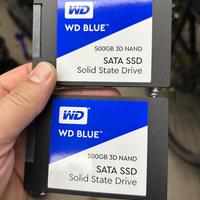 WD
WD BLUE™
500GB 3D NAND
SATA SSD
Solid State Drive
WD
WD BLUE™
500GB 3D NAND
SATA SSD
Solid State Drive